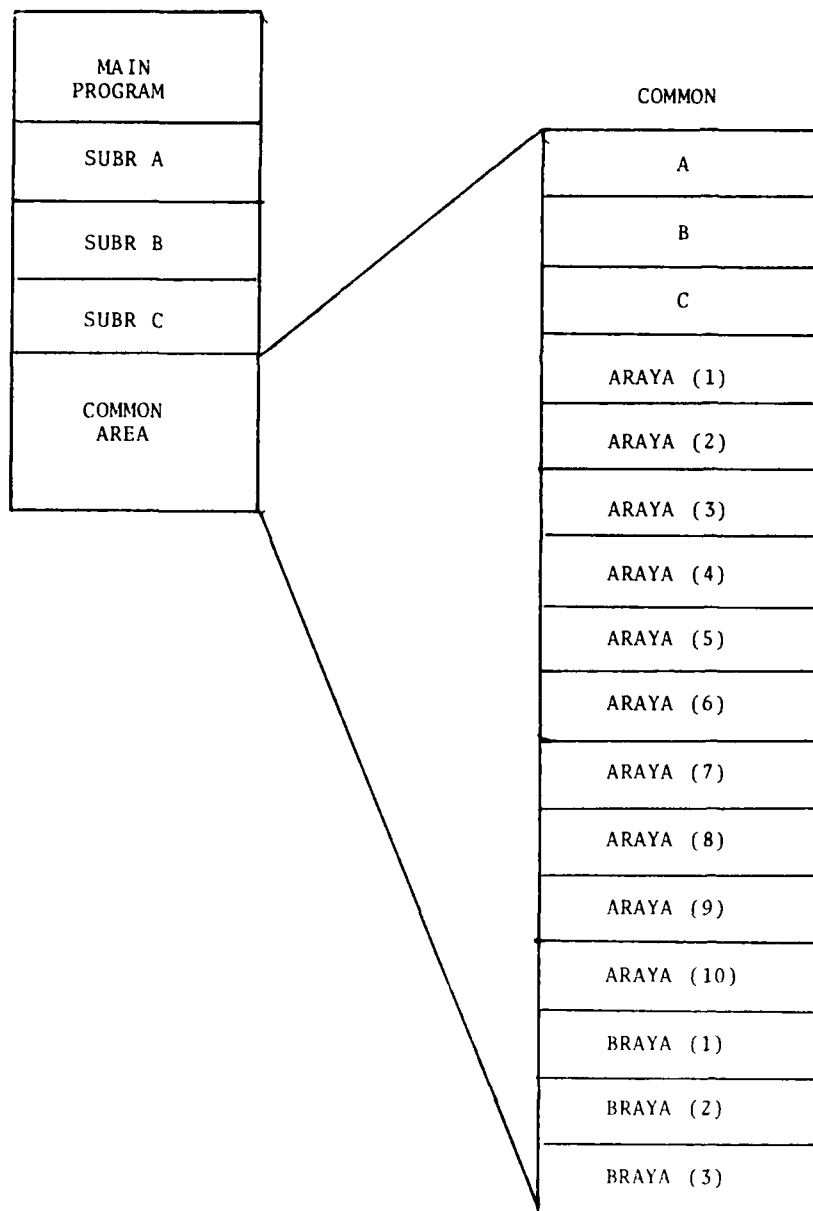 MAIN
PROGRAM
SUBR A
SUBR B
SUBR C
COMMON
AREA
COMMON
A
B
C
ARAYA (1)
ARAYA (2)
ARAYA (3)
ARAYA (4)
ARAYA (5)
ARAYA (6)
ARAYA (7)
ARAYA (8)
ARAYA (9)
ARAYA (10)
BRAYA (1)
BRAYA (2)
BRAYA (3)